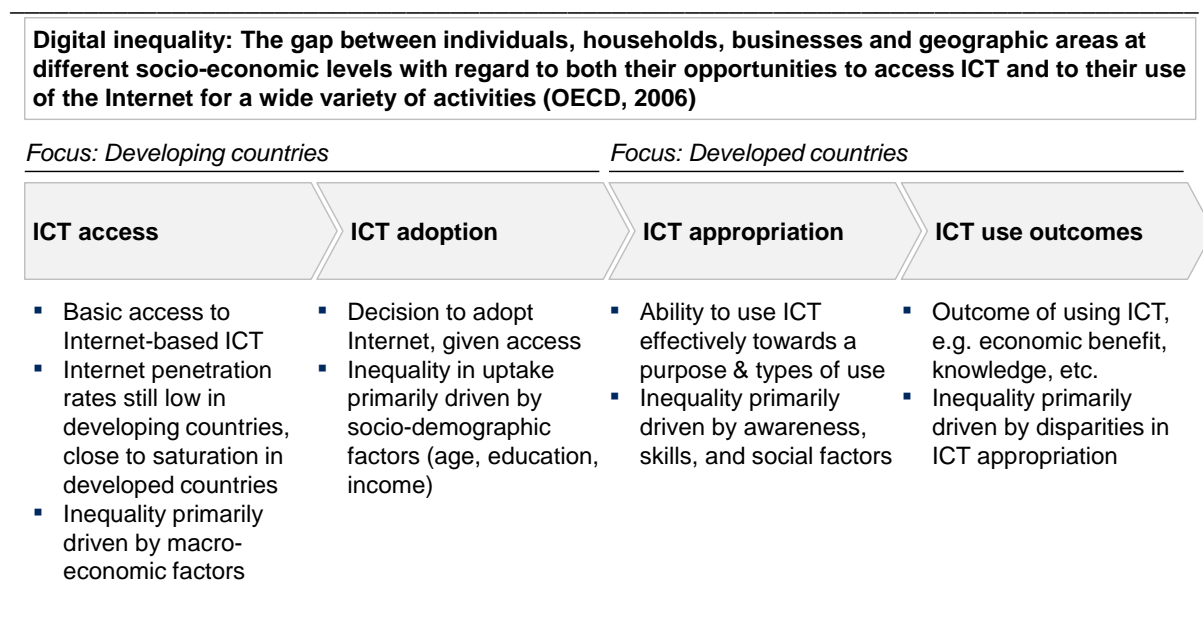 Digital inequality: The gap between individuals, households, businesses and geographic areas at
different socio-economic levels with regard to both their opportunities to access ICT and to their use
of the Internet for a wide variety of activities (OECD, 2006)
Focus: Developing countries
Focus: Developed countries
ICT access
ICT adoption
ICT appropriation
ICT use outcomes
▪ Basic access to
Internet-based ICT
▪ Internet penetration
rates still low in
developing countries,
close to saturation in
developed countries
▪ Inequality primarily
driven by macro-
economic factors
▪ Decision to adopt
Internet, given access
▪ Inequality in uptake
primarily driven by
socio-demographic
factors (age, education,
income)
▪ Ability to use ICT
effectively towards a
purpose & types of use
▪ Inequality primarily
driven by awareness,
skills, and social factors
▪ Outcome of using ICT,
e.g. economic benefit,
knowledge, etc.
▪ Inequality primarily
driven by disparities in
ICT appropriation